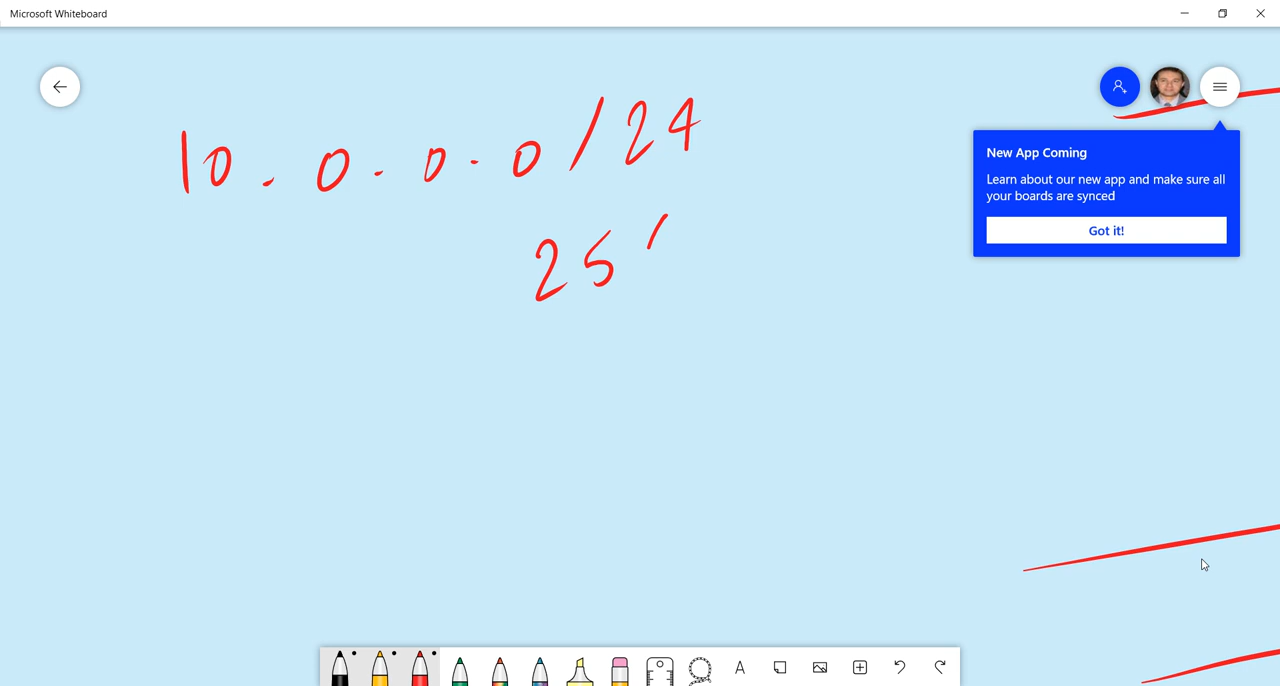 Microsoft Whiteboard
10.0.0.0/24
25
New App Coming
Learn about our new app and make sure all
your boards are synced
Got it!